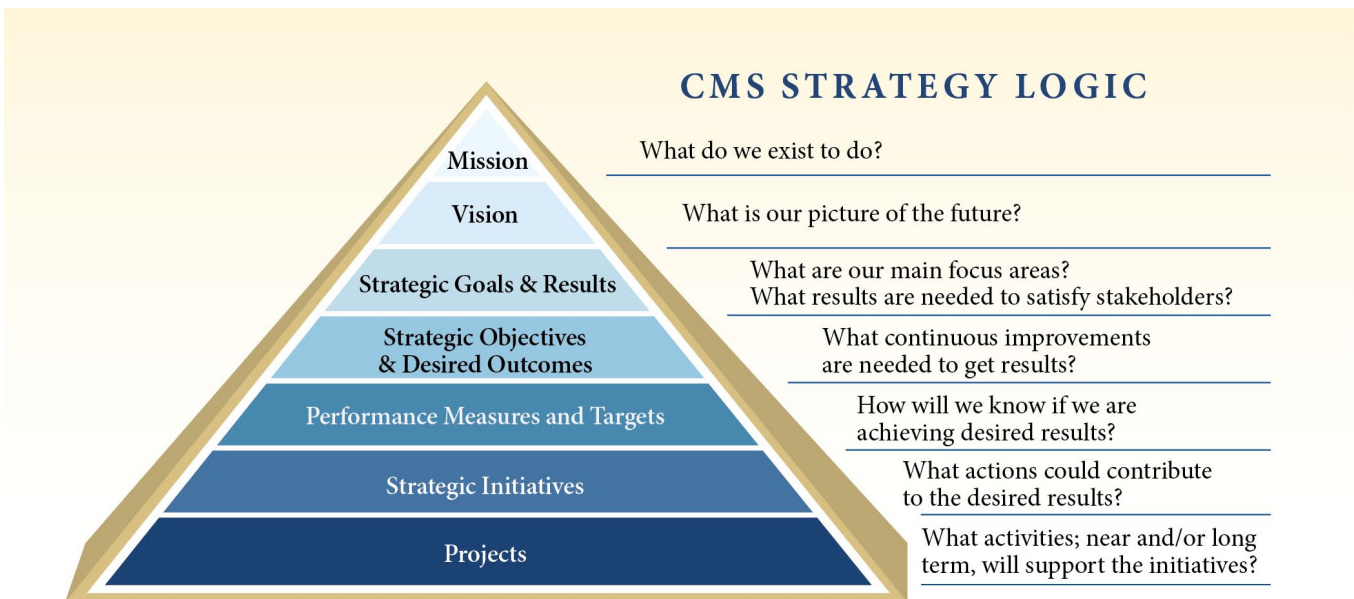 CMS STRATEGY LOGIC
Mission
What do we exist to do?
Vision
What is our picture of the future?
Strategic Goals & Results
What are our main focus areas?
What results are needed to satisfy stakeholders?
Strategic Objectives
& Desired Outcomes
What continuous improvements
are needed to get results?
Performance Measures and Targets
How will we know if we are
achieving desired results?
Strategic Initiatives
What actions could contribute
to the desired results?
Projects
What activities; near and/or long
term, will support the initiatives?